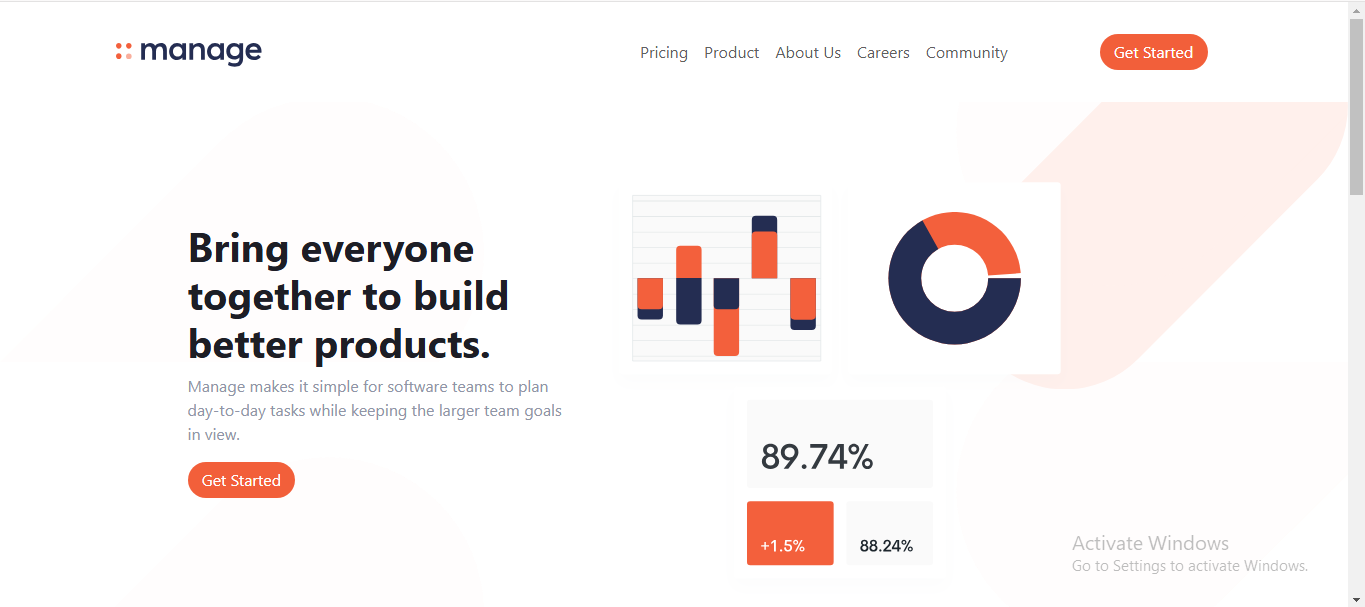 manage
Pricing Product About Us Careers Community
Get Started
Bring everyone
together to build
better products.
Manage makes it simple for software teams to plan
day-to-day tasks while keeping the larger team goals
in view.
Get Started
89.74%
+1.5% 88.24%
Activate Windows
Go to Settings to activate Windows.